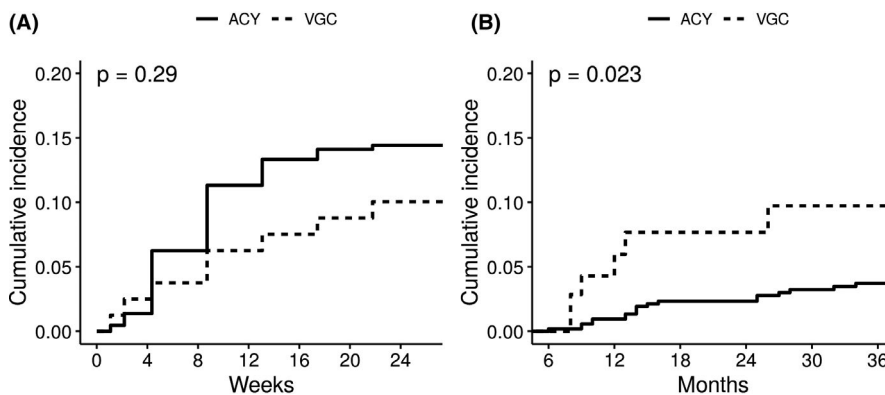 (A)
ACY VGC
p = 0.29
Cumulative incidence
0.20
0.15
0.10
0.05
0.00
0 4 8 12 16 20 24
Weeks
(B)
ACY VGC
p = 0.023
Cumulative incidence
0.20
0.15
0.10
0.05
0.00
6 12 18 24 30 36
Months